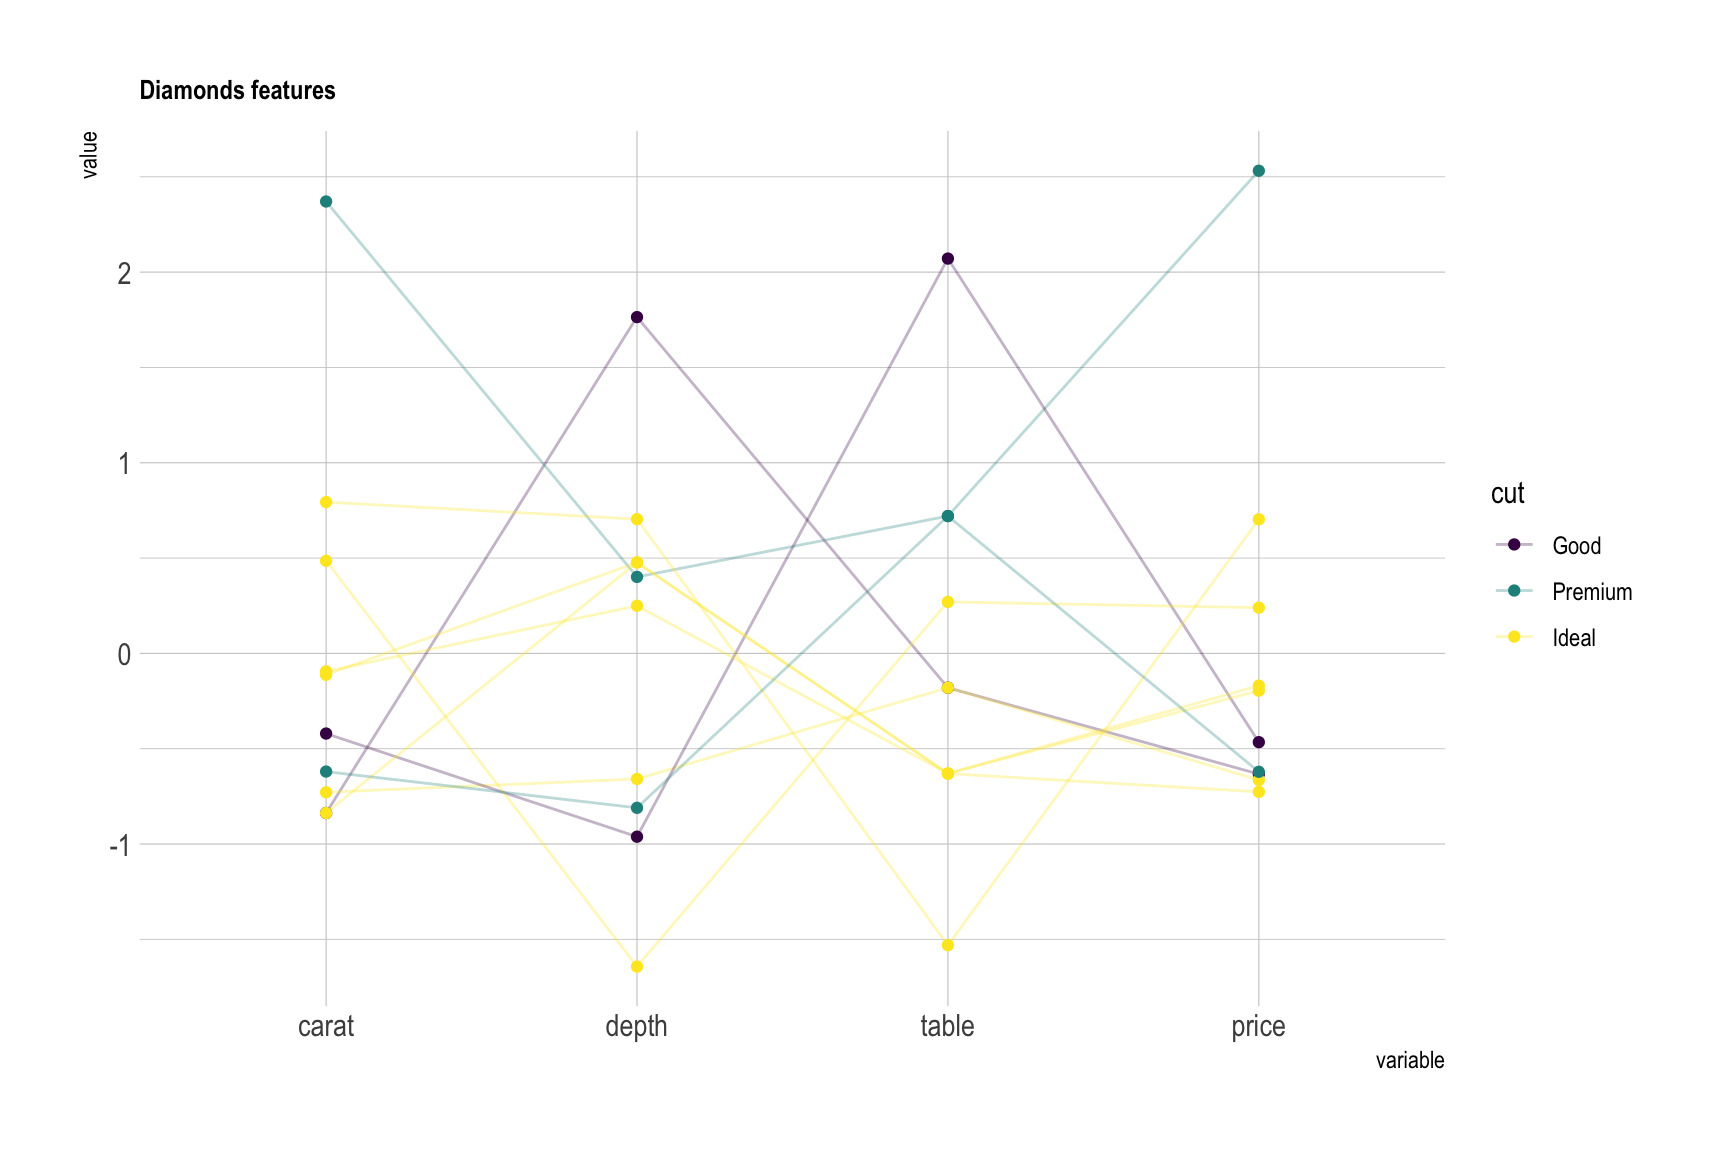 Diamonds features
value
2
1
0
-1
carat depth table price
variable
cut
Good
Premium
Ideal